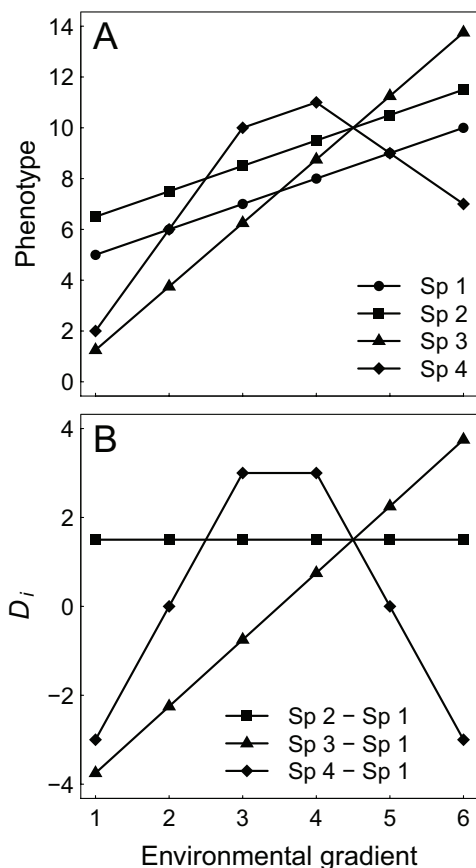 A
14
12
10
8
6
4
2
0
Phenotype
Sp 1
Sp 2
Sp 3
Sp 4
B
4
2
0
−2
−4
D i
Sp 2 − Sp 1
Sp 3 − Sp 1
Sp 4 − Sp 1
1 2 3 4 5 6
Environmental gradient